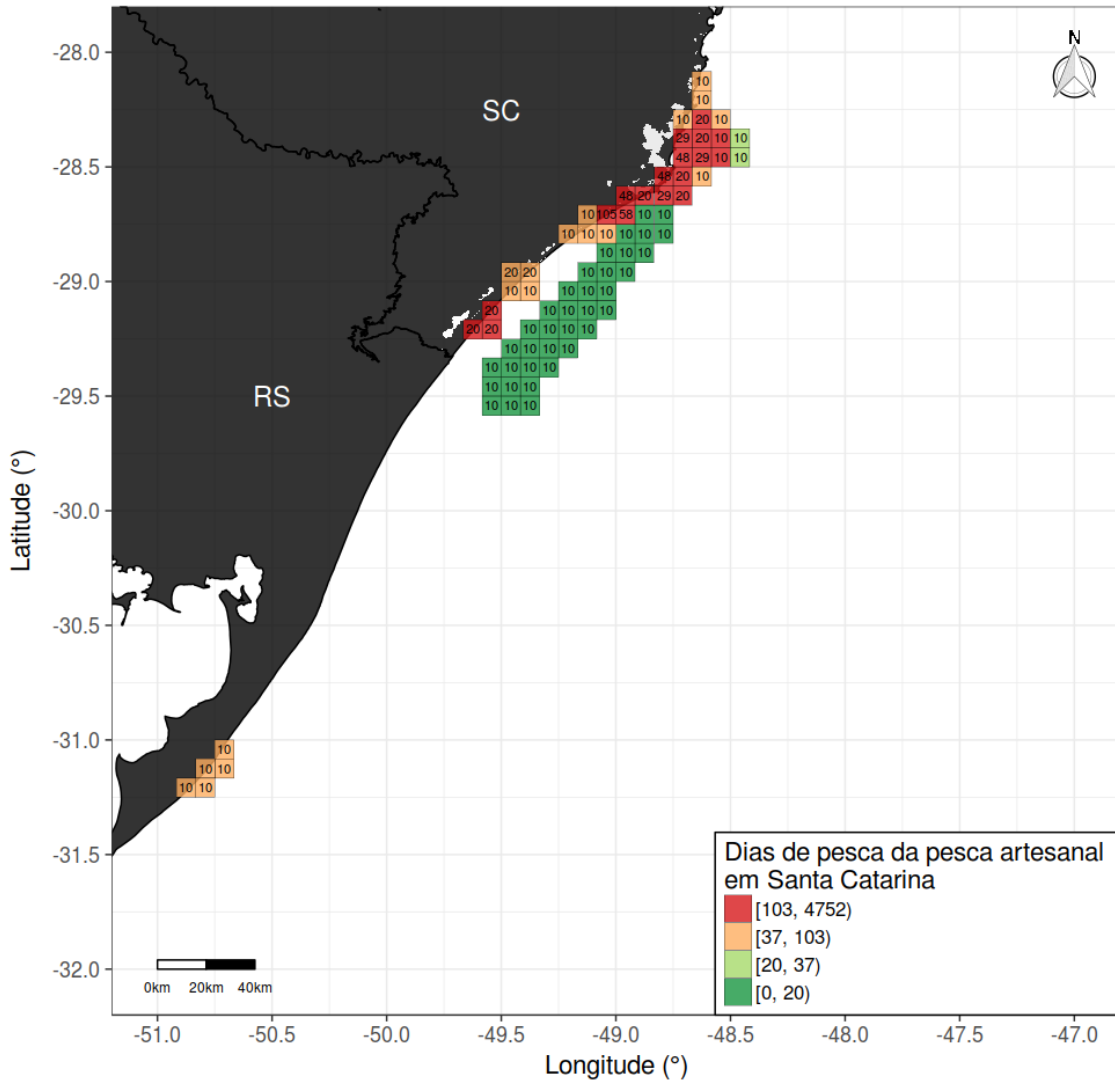 N
SC
RS
10
10
10 20 10
29 20 10 10
48 29 10 10
48 20 10
48 20 29 20
10 105 58 10 10
10 10 10 10 10 10
10 10 10
20 20 10 10 10
10 10 10 10 10
20 10 10 10 10
20 20 10 10 10 10
10 10 10 10
10 10 10 10
10 10 10
10 10 10
10
10 10
10 10
-28.0
-28.5
-29.0
-29.5
-30.0
-30.5
-31.0
-31.5
-32.0
Latitude (°)
0km 20km 40km
Dias de pesca da pesca artesanal
em Santa Catarina
[103, 4752)
[37, 103)
[20, 37)
[0, 20)
-51.0 -50.5 -50.0 -49.5 -49.0 -48.5 -48.0 -47.5 -47.0
Longitude (°)